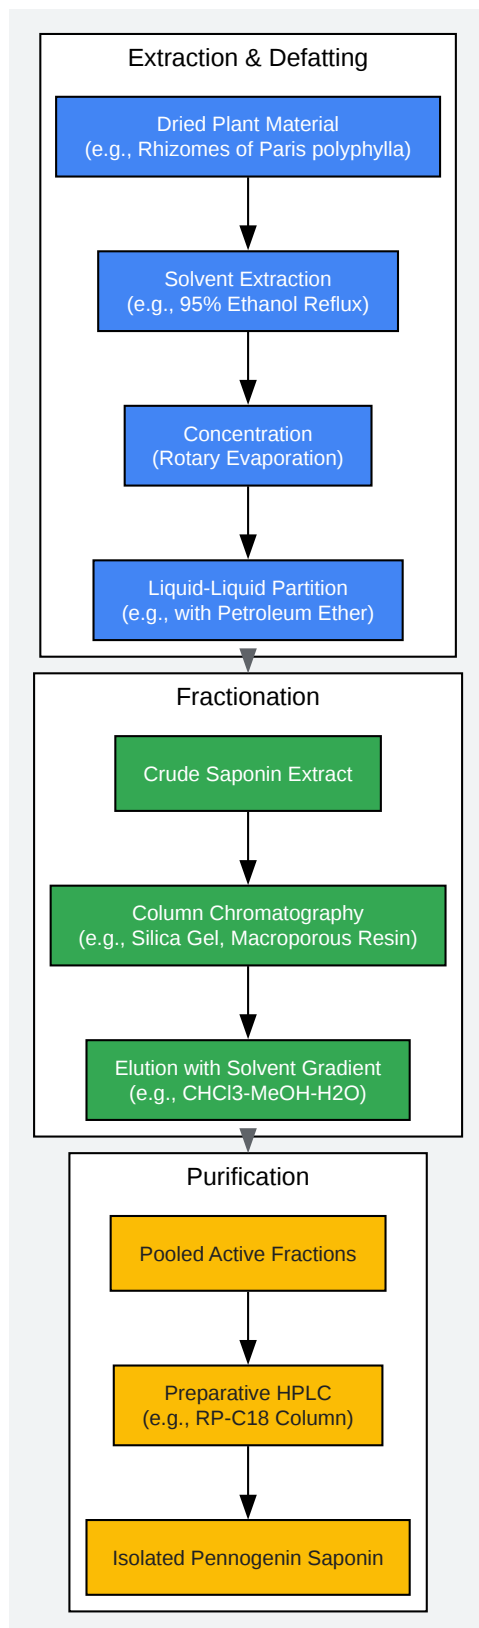 Extraction & Defatting
Dried Plant Material
(e.g., Rhizomes of Paris polyphylla)
Solvent Extraction
(e.g., 95% Ethanol Reflux)
Concentration
(Rotary Evaporation)
Liquid-Liquid Partition
(e.g., with Petroleum Ether)
Fractionation
Crude Saponin Extract
Column Chromatography
(e.g., Silica Gel, Macroporous Resin)
Elution with Solvent Gradient
(e.g., CHCl3-MeOH-H2O)
Purification
Pooled Active Fractions
Preparative HPLC
(e.g., RP-C18 Column)
Isolated Pennogenin Saponin